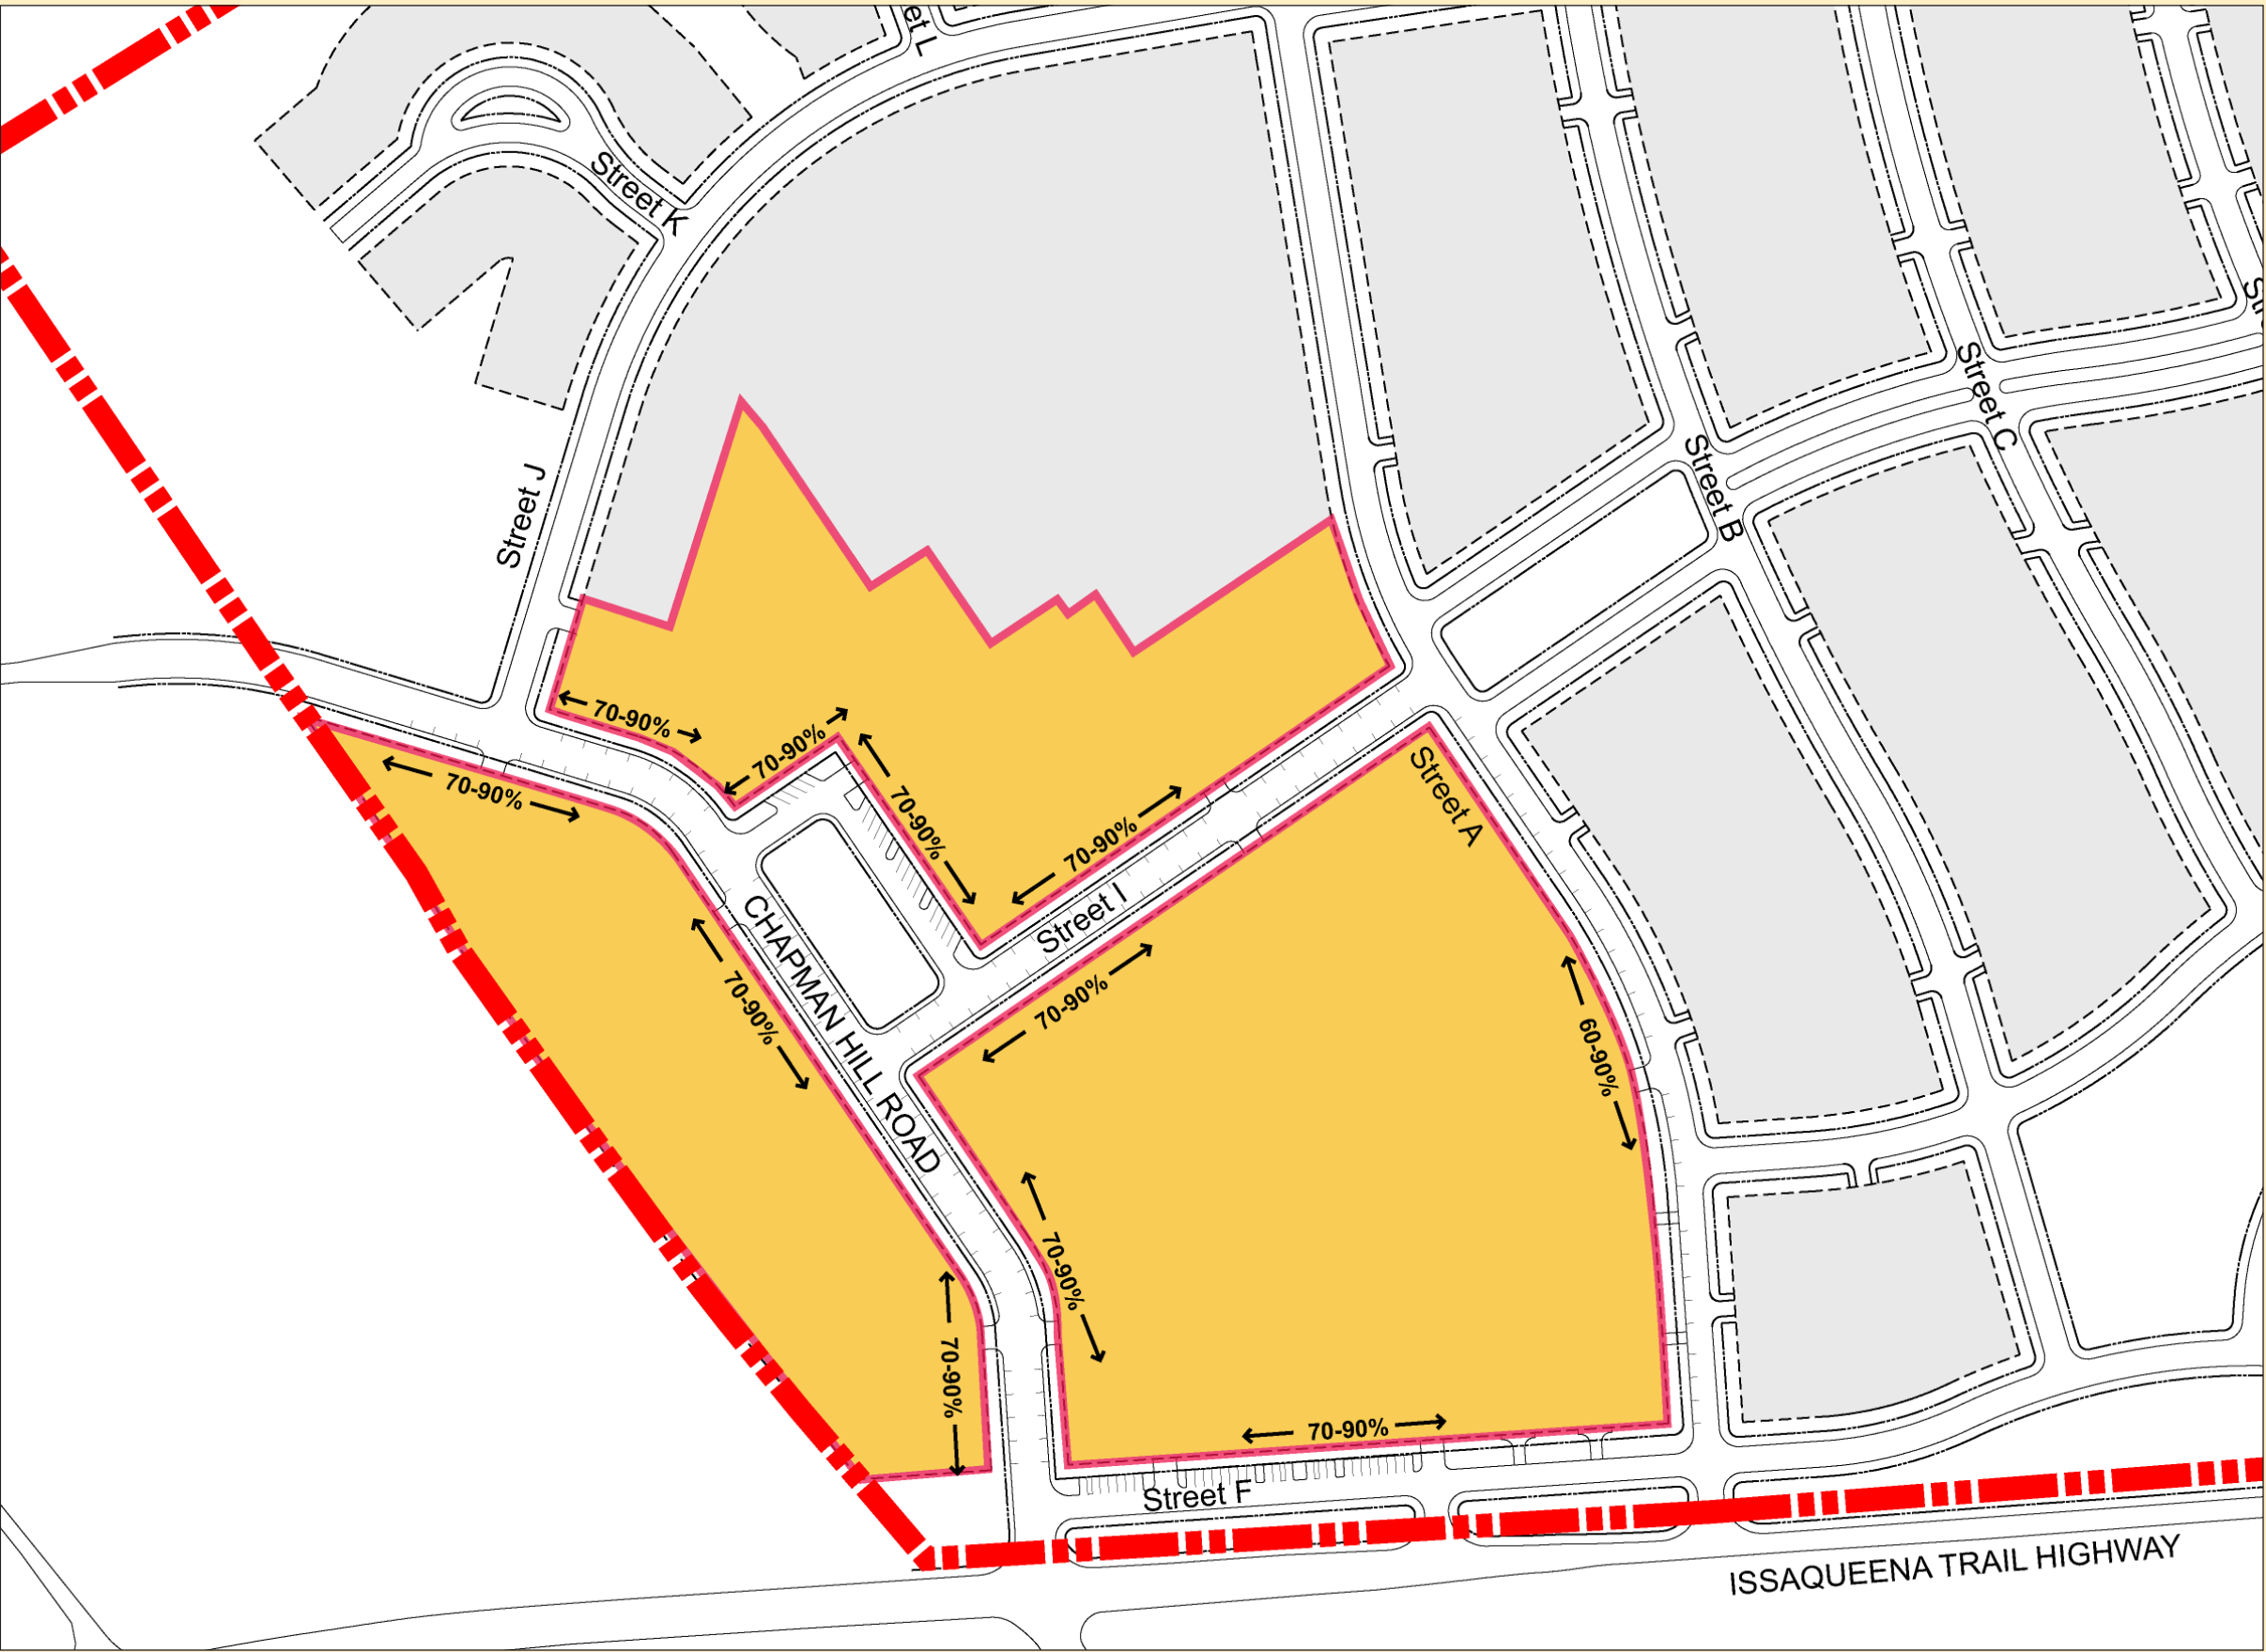 et L
Street K
Street C
Street B
Street J
70-90%
70-90%
70-90%
70-90%
70-90%
Street A
Street I
CHAPMAN HILL ROAD
70-90%
70-90%
60-90%
70-90%
70-90%
70-90%
Street F
ISSAQUEENA TRAIL HIGHWAY